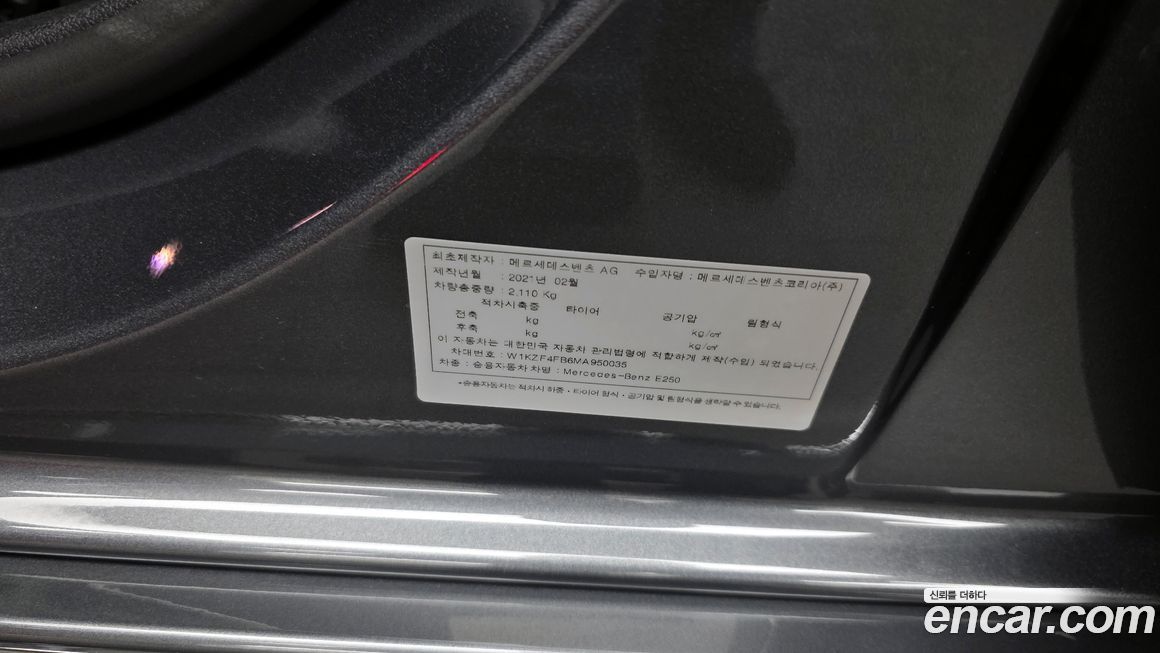 최초제작자 : 메르세데스벤츠 AG 수입자명 : 메르세데스벤츠코리아(주)
제작년월 : 2021년 02월
차량총중량 : 2,110 Kg
적차시축중 타이어 공기압 림형식
전축 kg kg/㎠
후축 kg kg/㎠
이 자동차는 대한민국 자동차 관리법령에 적합하게 제작(수입) 되었습니다.
차대번호 : W1KZF4FB6MA950035
차종 : 승용자동차 차명 : Mercedes-Benz E250
*승용자동차는 적차시 하중·타이어 형식·공기압 및 림형식을 생략할 수 있습니다.
신뢰를 더하다
encar.com